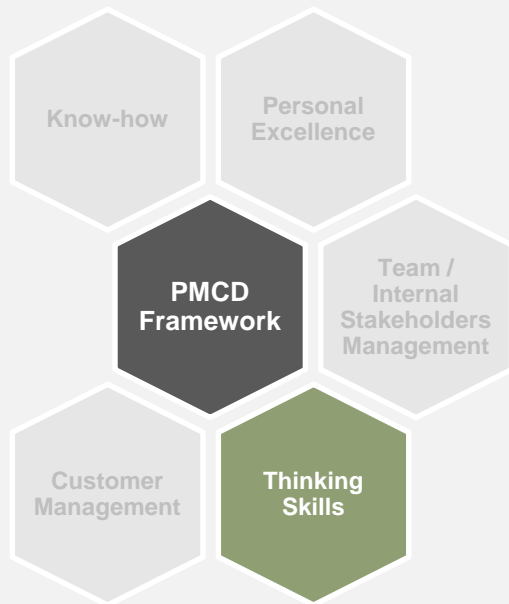 Know-how
Personal
Excellence
PMCD
Framework
Team /
Internal
Stakeholders
Management
Customer
Management
Thinking
Skills